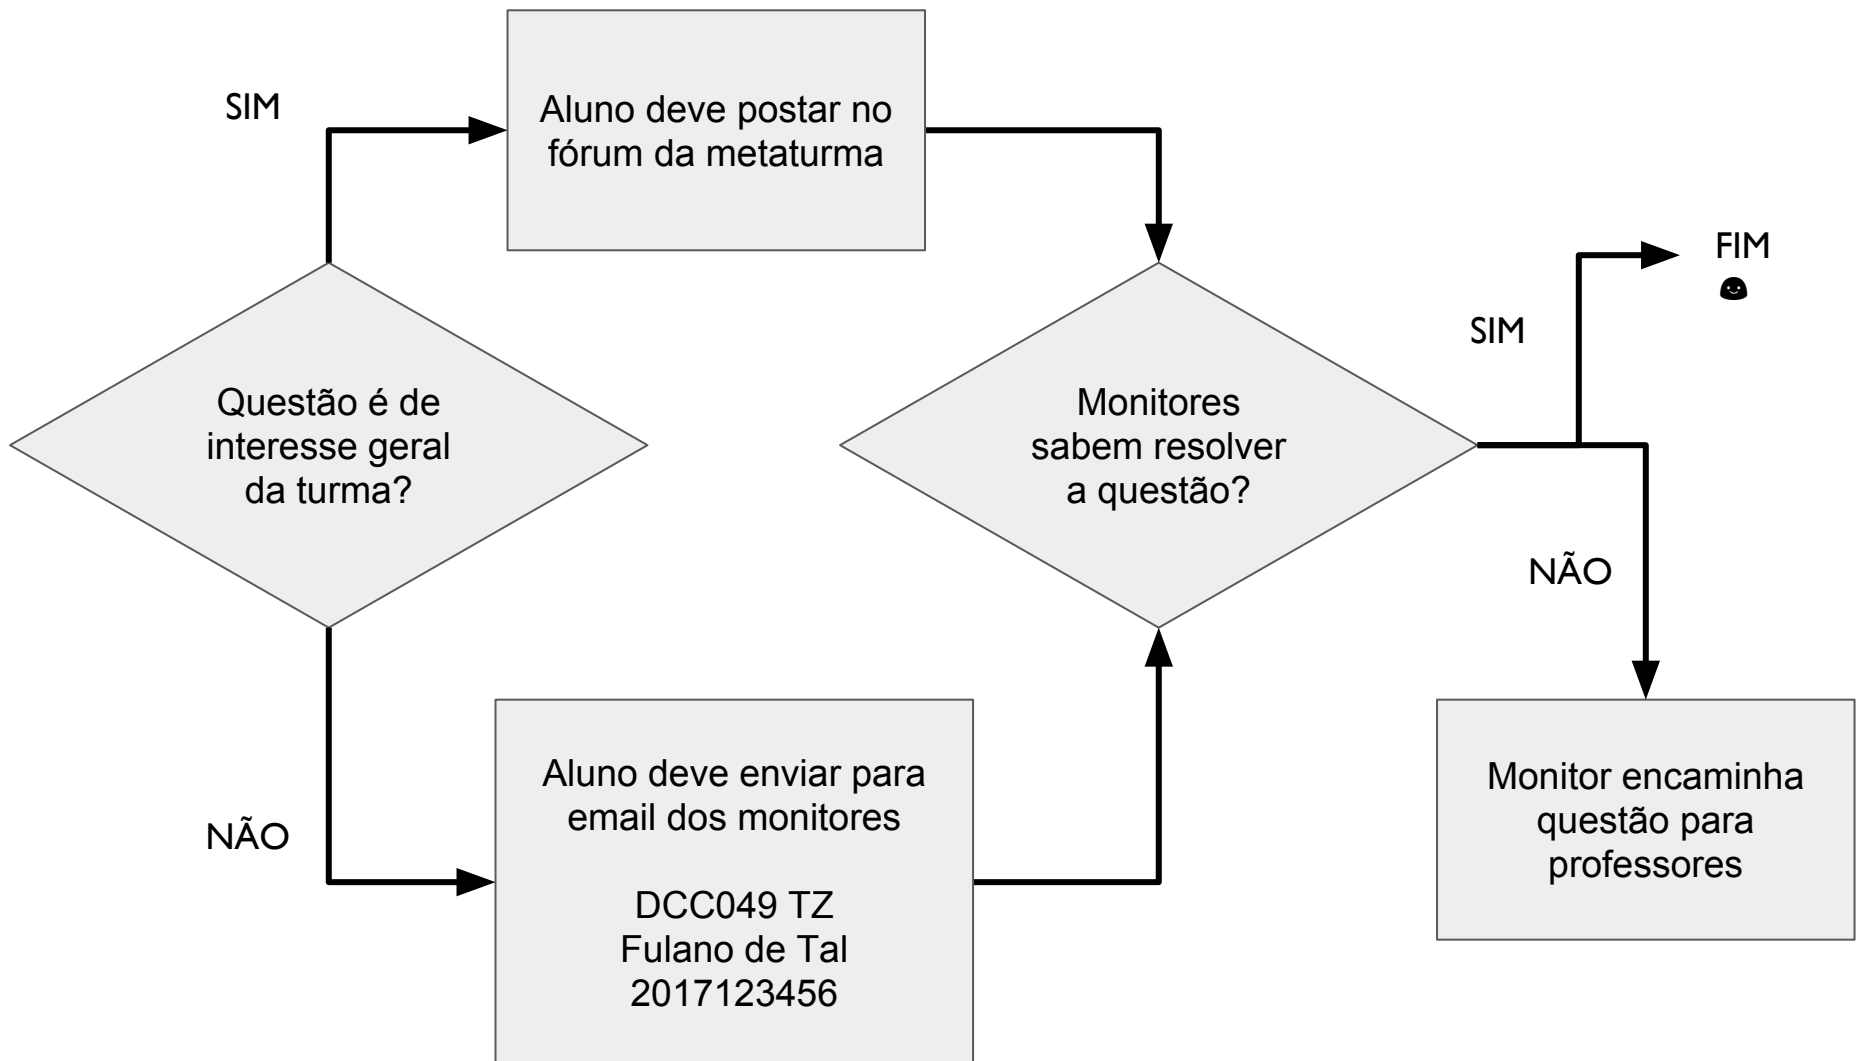 SIM
Aluno deve postar no
fórum da metaturma
Questão é de
interesse geral
da turma?
NÃO
Aluno deve enviar para
email dos monitores
DCC049 TZ
Fulano de Tal
2017123456
Monitores
sabem resolver
a questão?
SIM
FIM
NÃO
Monitor encaminha
questão para
professores